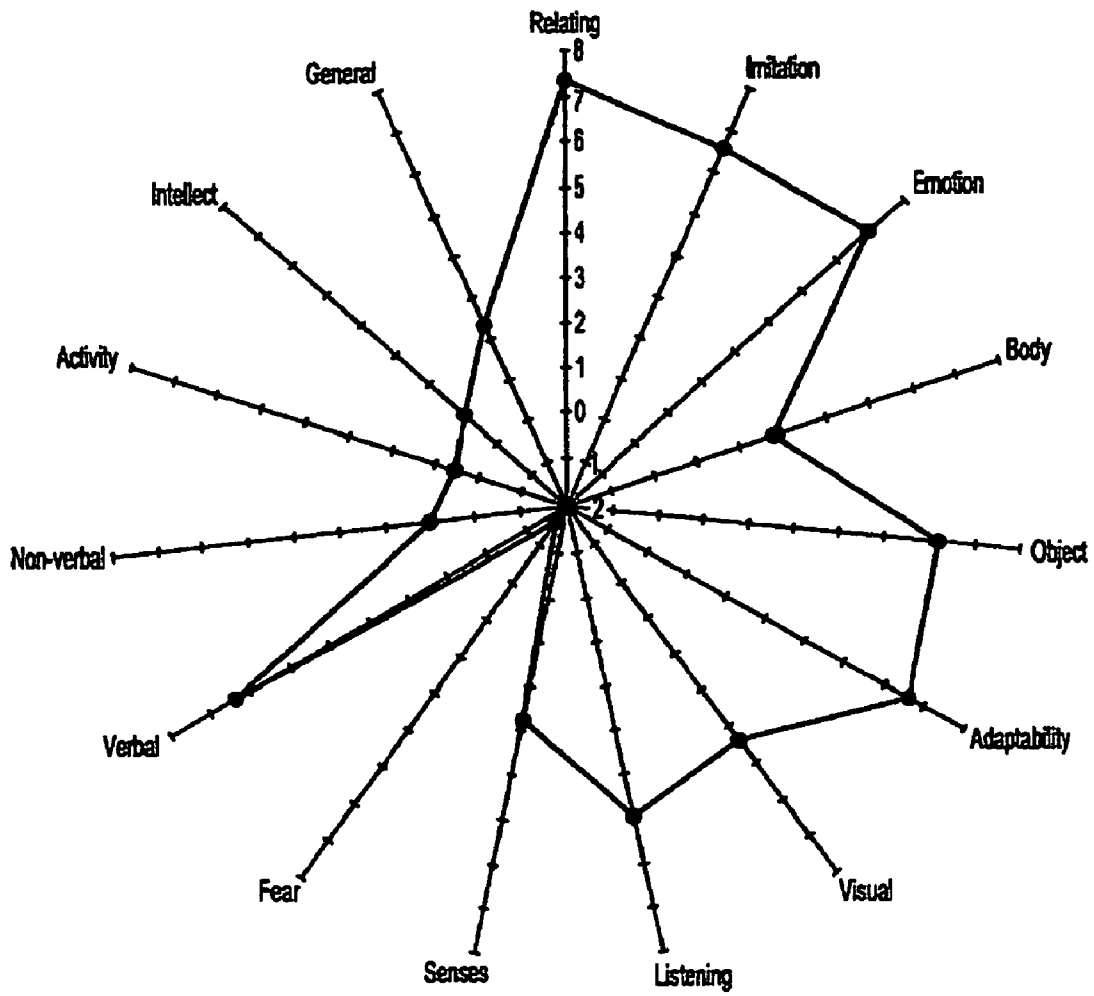 Relating
8
7
6
5
4
3
2
1
0
1
2
Imitation
Emotion
Body
Object
Adaptability
Visual
Listening
Senses
Fear
Verbal
Non-verbal
Activity
Intellect
General